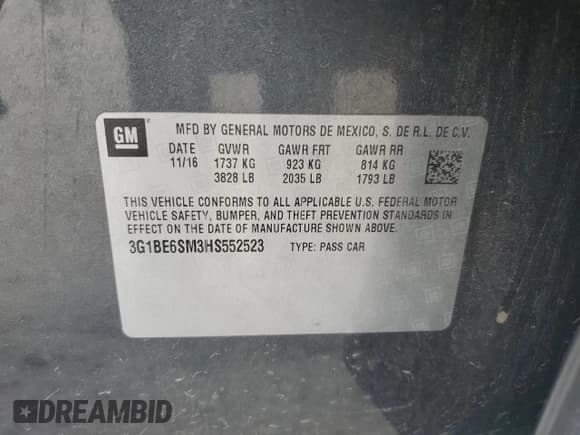 GM
MFD BY GENERAL MOTORS DE MEXICO, S. DE R.L. DE C.V.
DATE GVWR GAWR FRT GAWR RR
11/16 1737 KG 923 KG 814 KG
3828 LB 2035 LB 1793 LB
THIS VEHICLE CONFORMS TO ALL APPLICABLE U.S. FEDERAL MOTOR
VEHICLE SAFETY, BUMPER, AND THEFT PREVENTION STANDARDS IN
EFFECT ON THE DATE OF MANUFACTURE SHOWN ABOVE.
3G1BE6SM3HS552523 TYPE: PASS CAR
DREAMBID